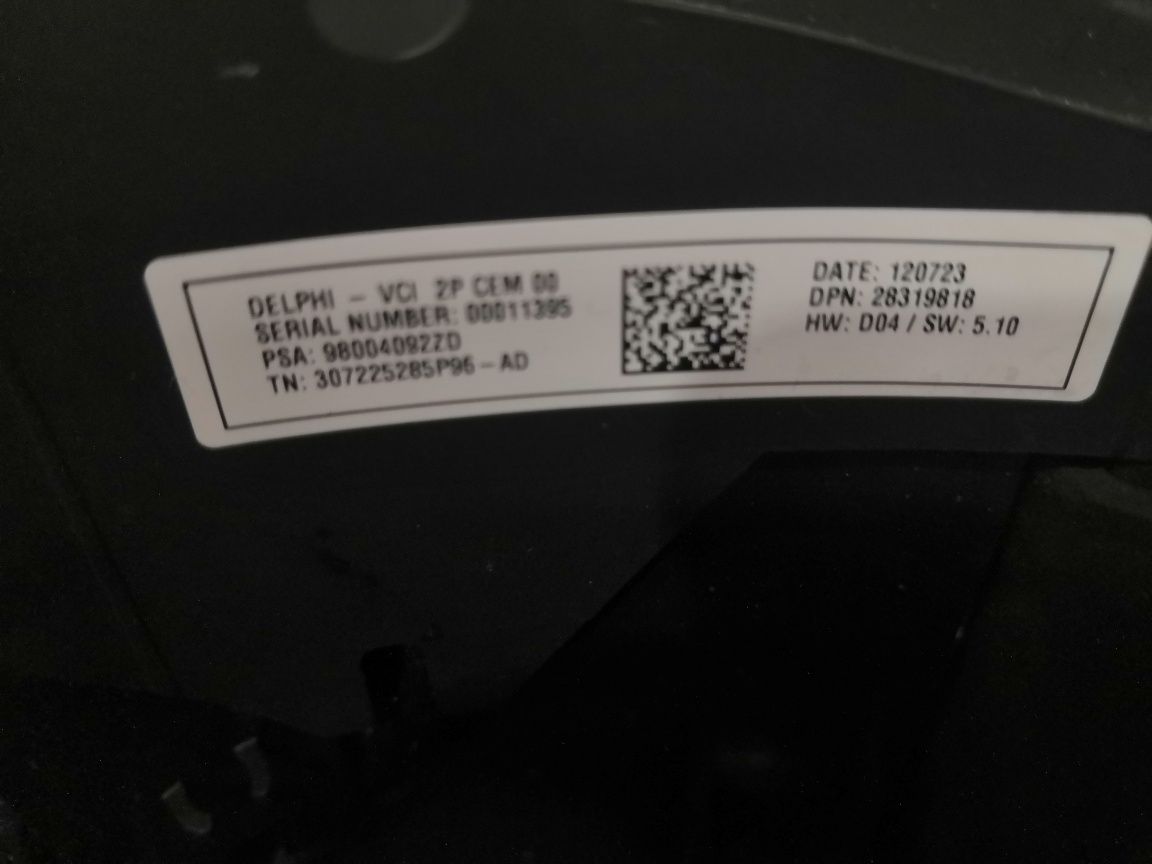 DELPHI - VCI 2P CEM 00
SERIAL NUMBER: 00011395
PSA: 98004092ZD
TN: 307225285P96-AD
DATE: 120723
DPN: 28319818
HW: D04 / SW: 5.10